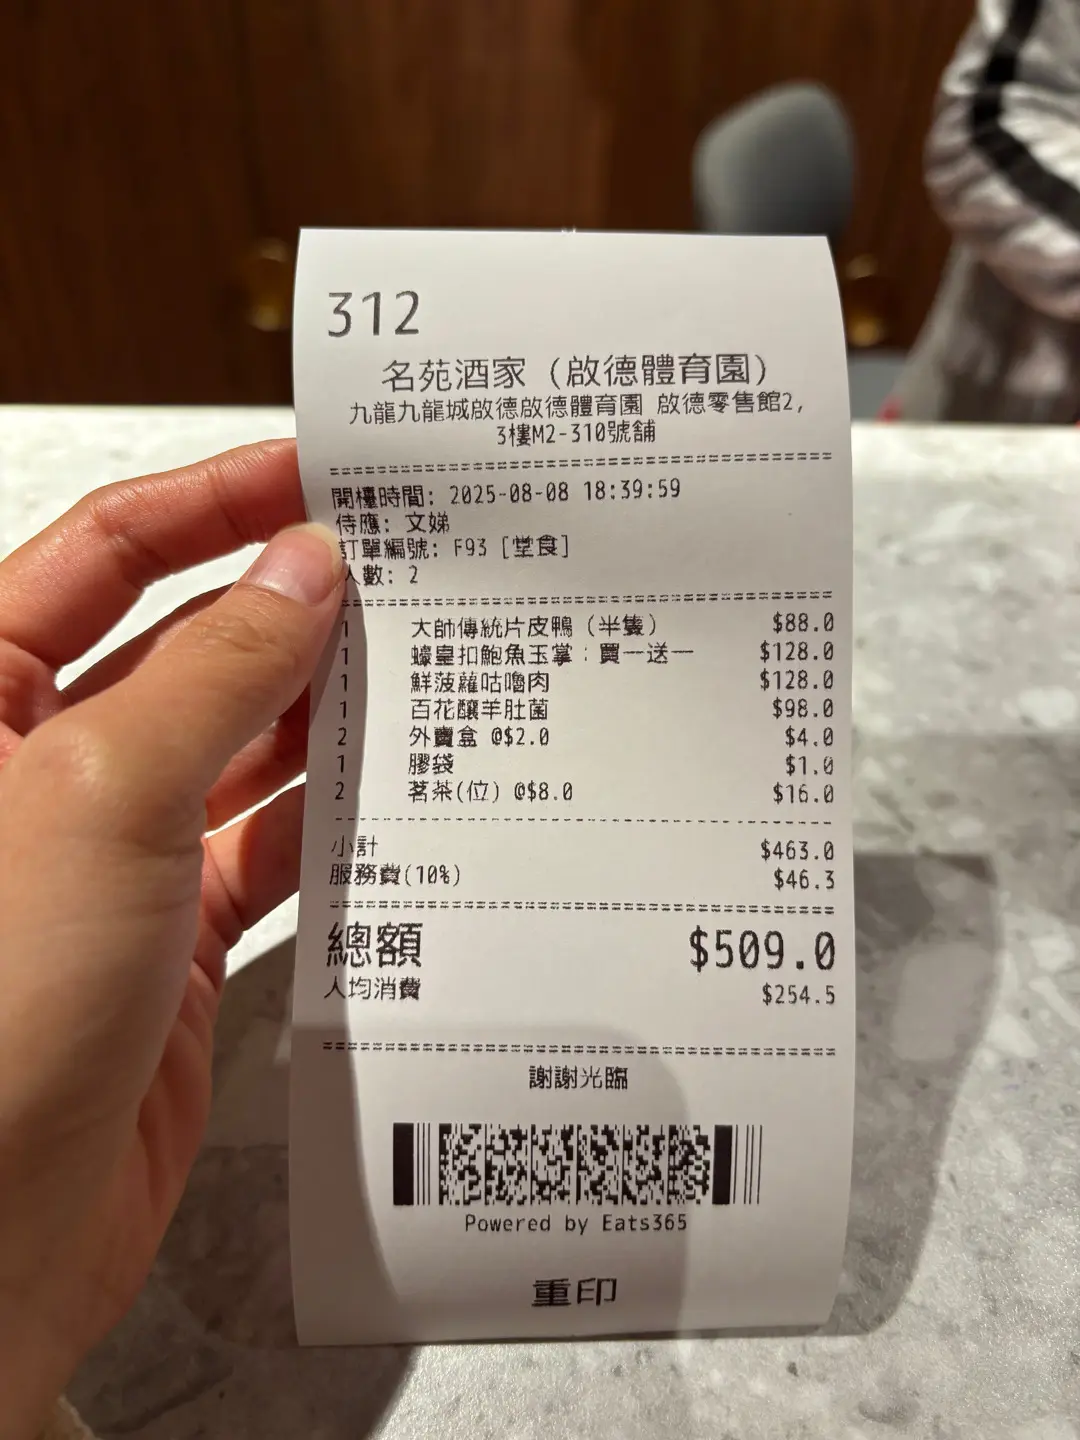 312
名苑酒家 (啟德體育園)
九龍九龍城啟德啟德體育園 啟德零售館2,
3樓M2-310號舖
開檯時間: 2025-08-08 18:39:59
侍應: 文娣
訂單編號: F93 [堂食]
人數: 2
1 大師傳統片皮鴨 (半隻) $88.0
1 蠔皇扣鮑魚玉掌：買一送一 $128.0
1 鮮菠蘿咕嚕肉 $128.0
1 百花釀羊肚菌 $98.0
2 外賣盒 @$2.0 $4.0
1 膠袋 $1.0
2 茗茶(位) @$8.0 $16.0
小計 $463.0
服務費(10%) $46.3
總額 $509.0
人均消費 $254.5
謝謝光臨
Powered by Eats365
重印